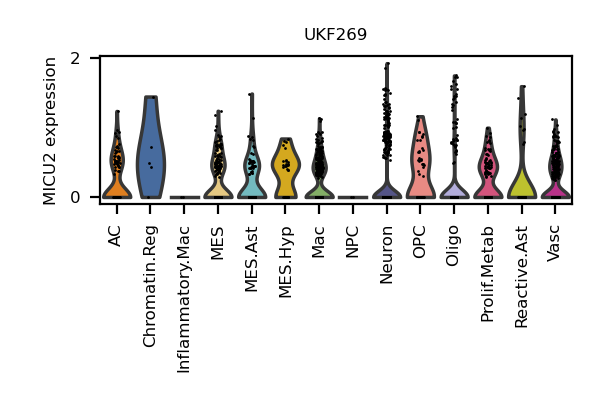 UKF269
MICU2 expression
2
0
AC
Chromatin.Reg
Inflammatory.Mac
MES
MES.Ast
MES.Hyp
Mac
NPC
Neuron
OPC
Oligo
Prolif.Metab
Reactive.Ast
Vasc